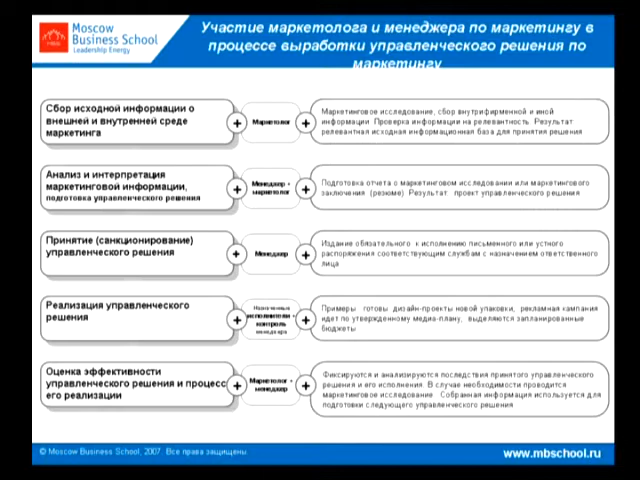 Moscow
Business School
Leadership Energy
Участие маркетолога и менеджера по маркетингу в
процессе выработки управленческого решения по
маркетингу
Сбор исходной информации о
внешней и внутренней среде
маркетинга
+
Маркетолог
+
Маркетинговое исследование, сбор внутрифирменной и иной
информации Проверка информации на релевантность Результат
релевантная исходная информационная база для принятия решения
Анализ и интерпретация
маркетинговой информации,
подготовка управленческого решения
+
Менеджер +
маркетолог
+
Подготовка отчета о маркетинговом исследовании или маркетингового
заключения (резюме) Результат проект управленческого решения
Принятие (санкционирование)
управленческого решения
+
Менеджер
+
Издание обязательного к исполнению письменного или устного
распоряжения соответствующим службам с назначением ответственного
лица
Реализация управленческого
решения
+
Назначенные
исполнители +
контроль
менеджера
+
Примеры готовы дизайн-проекты новой упаковки, рекламная кампания
идет по утвержденному медиа-плану, выделяются запланированные
бюджеты
Оценка эффективности
управленческого решения и процесс
его реализации
+
Маркетолог +
менеджер
+
Фиксируются и анализируются последствия принятого управленческого
решения и его исполнения. В случае необходимости проводится
маркетинговое исследование Собранная информация используется для
подготовки следующего управленческого решения
© Moscow Business School, 2007. Все права защищены.
www.mbschool.ru